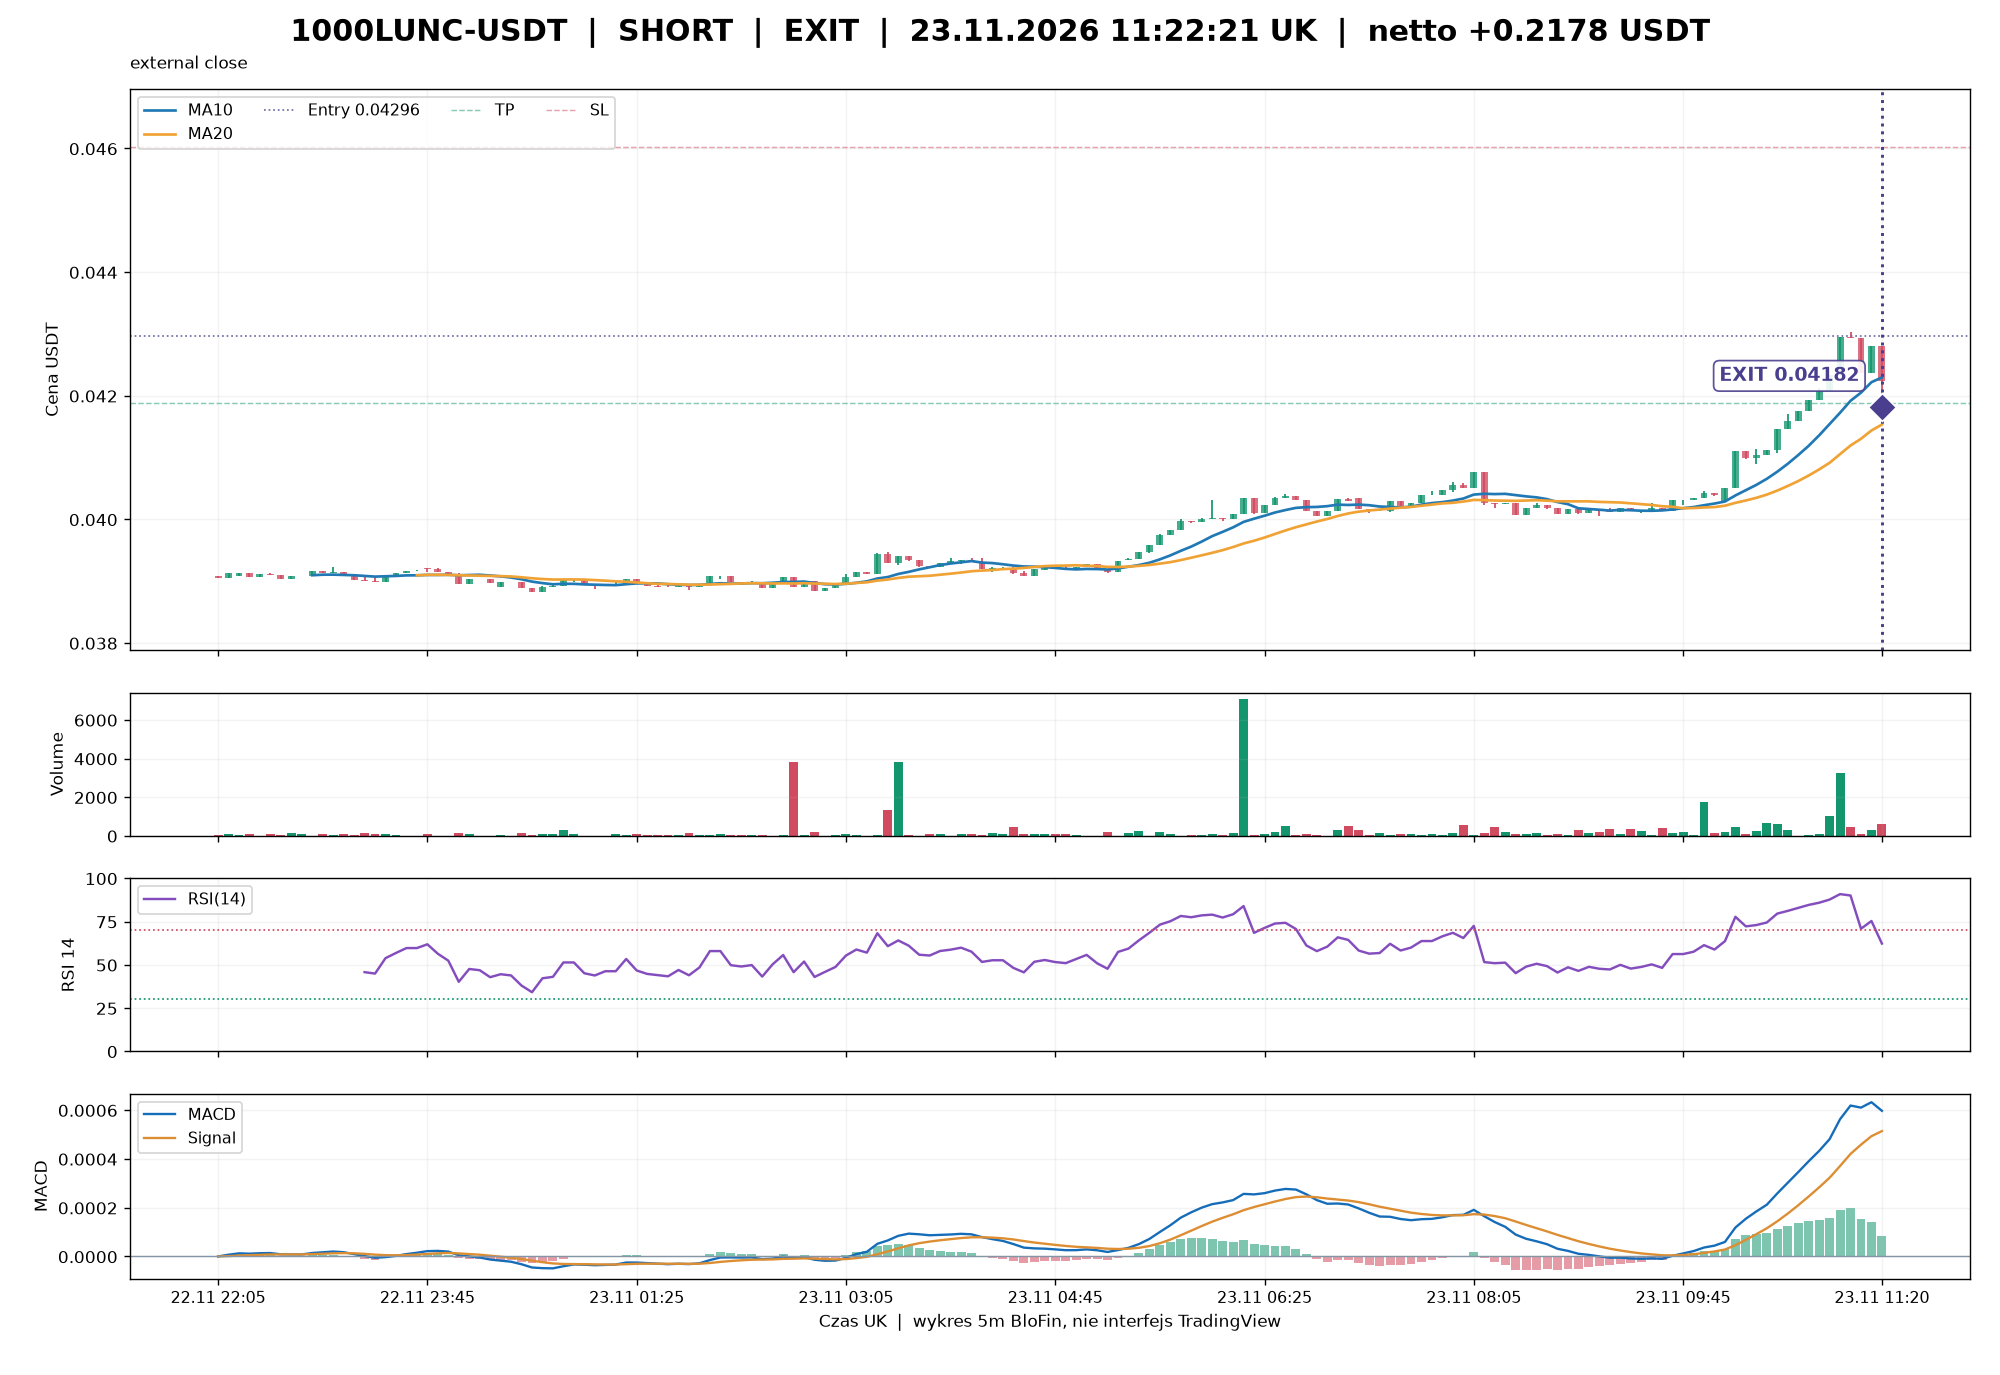 1000LUNC-USDT | SHORT | EXIT | 23.11.2026 11:22:21 UK | netto +0.2178 USDT
external close
MA10
MA20
Entry 0.04296
TP
SL
Cena USDT
0.046
0.044
0.042
0.040
0.038
EXIT 0.04182
Volume
6000
4000
2000
0
RSI(14)
RSI 14
100
75
50
25
0
MACD
Signal
MACD
0.0006
0.0004
0.0002
0.0000
22.11 22:05
22.11 23:45
23.11 01:25
23.11 03:05
23.11 04:45
23.11 06:25
23.11 08:05
23.11 09:45
23.11 11:20
Czas UK | wykres 5m BloFin, nie interfejs TradingView